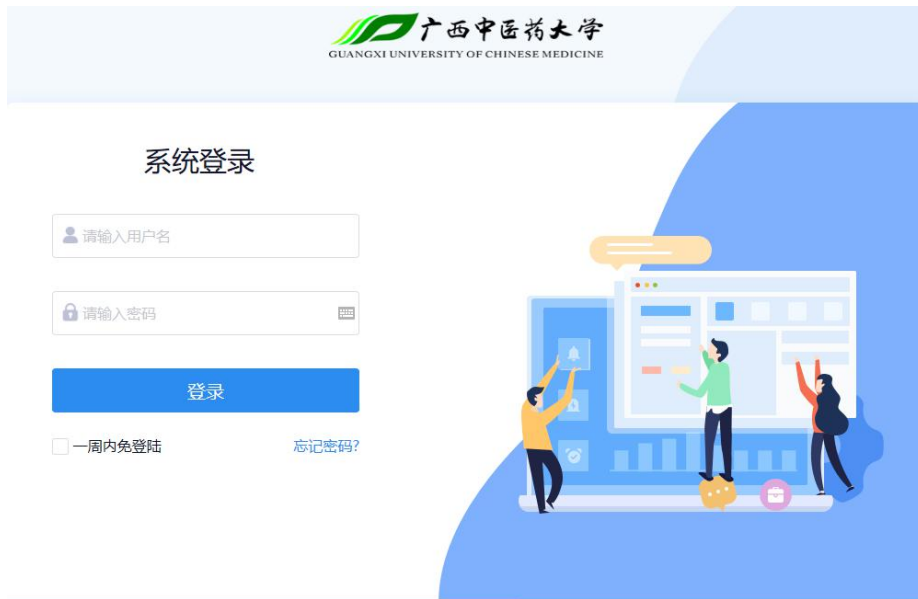 广西中医药大学
GUANGXI UNIVERSITY OF CHINESE MEDICINE
系统登录
请输入用户名
请输入密码
登录
一周内免登陆
忘记密码?